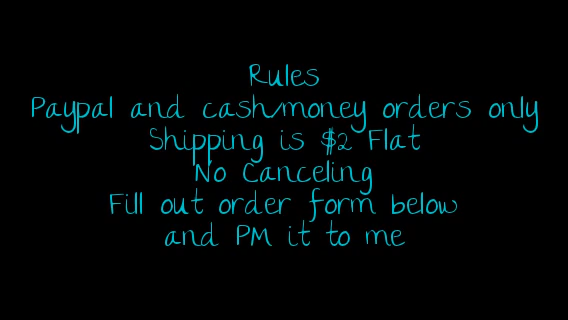 Rules
Paypal and cash/money orders only
Shipping is $2 Flat
No Canceling
Fill out order form below
and PM it to me